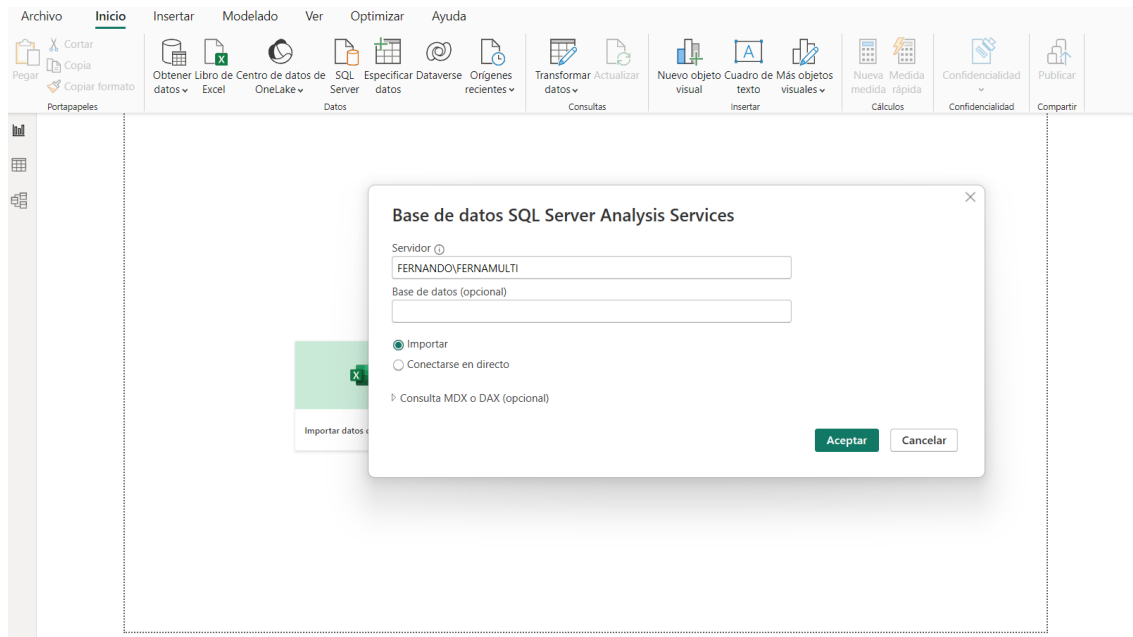 Archivo Inicio Insertar Modelado Ver Optimizar Ayuda
Pegar
Cortar
Copia
Copiar formato
Portapapeles
Obtener datos
Libro de Excel
Centro de datos de OneLake
SQL Server
Especificar datos
Dataverse
Orígenes recientes
Datos
Transformar datos
Actualizar
Consultas
Nuevo objeto visual
Cuadro de texto
Más objetos visuales
Insertar
Nueva medida
Medida rápida
Cálculos
Confidencialidad
Confidencialidad
Publicar
Compartir
Base de datos SQL Server Analysis Services
Servidor
FERNANDO\FERNAMULTI
Base de datos (opcional)
Importar
Conectarse en directo
Consulta MDX o DAX (opcional)
Aceptar Cancelar
Importar datos